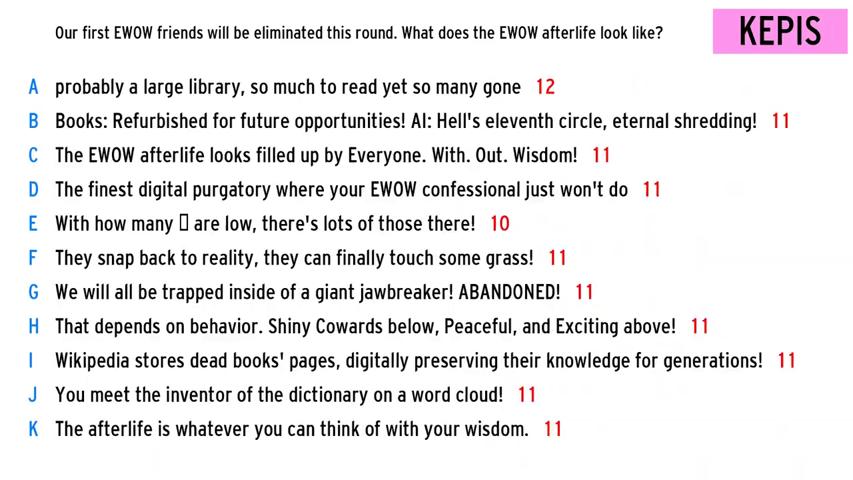 Our first EWOW friends will be eliminated this round. What does the EWOW afterlife look like?
KEPIS
A probably a large library, so much to read yet so many gone 12
B Books: Refurbished for future opportunities! AI: Hell's eleventh circle, eternal shredding! 11
C The EWOW afterlife looks filled up by Everyone. With. Out. Wisdom! 11
D The finest digital purgatory where your EWOW confessional just won't do 11
E With how many ▯ are low, there's lots of those there! 10
F They snap back to reality, they can finally touch some grass! 11
G We will all be trapped inside of a giant jawbreaker! ABANDONED! 11
H That depends on behavior. Shiny Cowards below, Peaceful, and Exciting above! 11
I Wikipedia stores dead books' pages, digitally preserving their knowledge for generations! 11
J You meet the inventor of the dictionary on a word cloud! 11
K The afterlife is whatever you can think of with your wisdom. 11